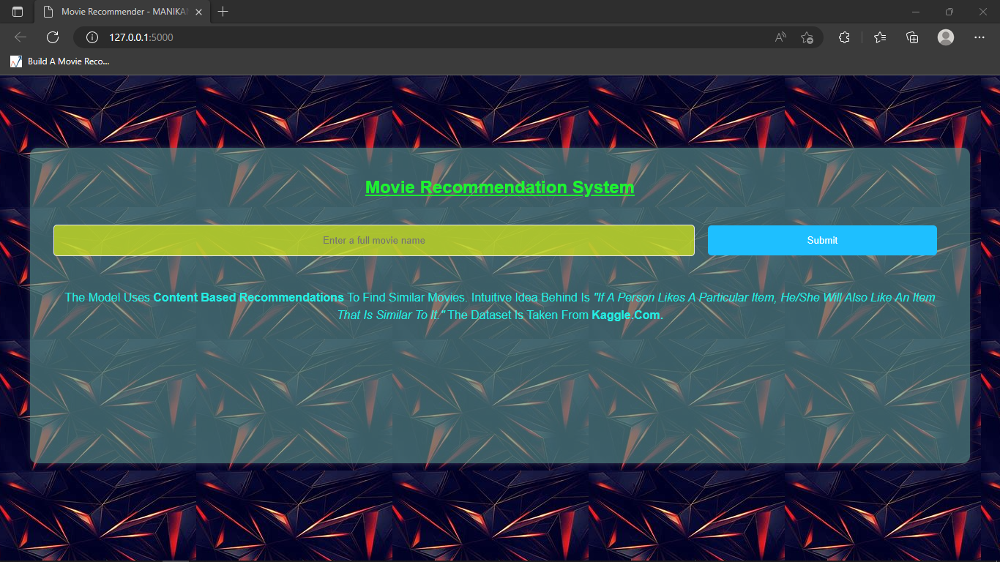 Movie Recommender - MANIKA
127.0.0.1:5000
Build A Movie Reco...
Movie Recommendation System
Enter a full movie name
Submit
The Model Uses Content Based Recommendations To Find Similar Movies. Intuitive Idea Behind Is "If A Person Likes A Particular Item, He/She Will Also Like An Item
That Is Similar To It." The Dataset Is Taken From Kaggle.Com.